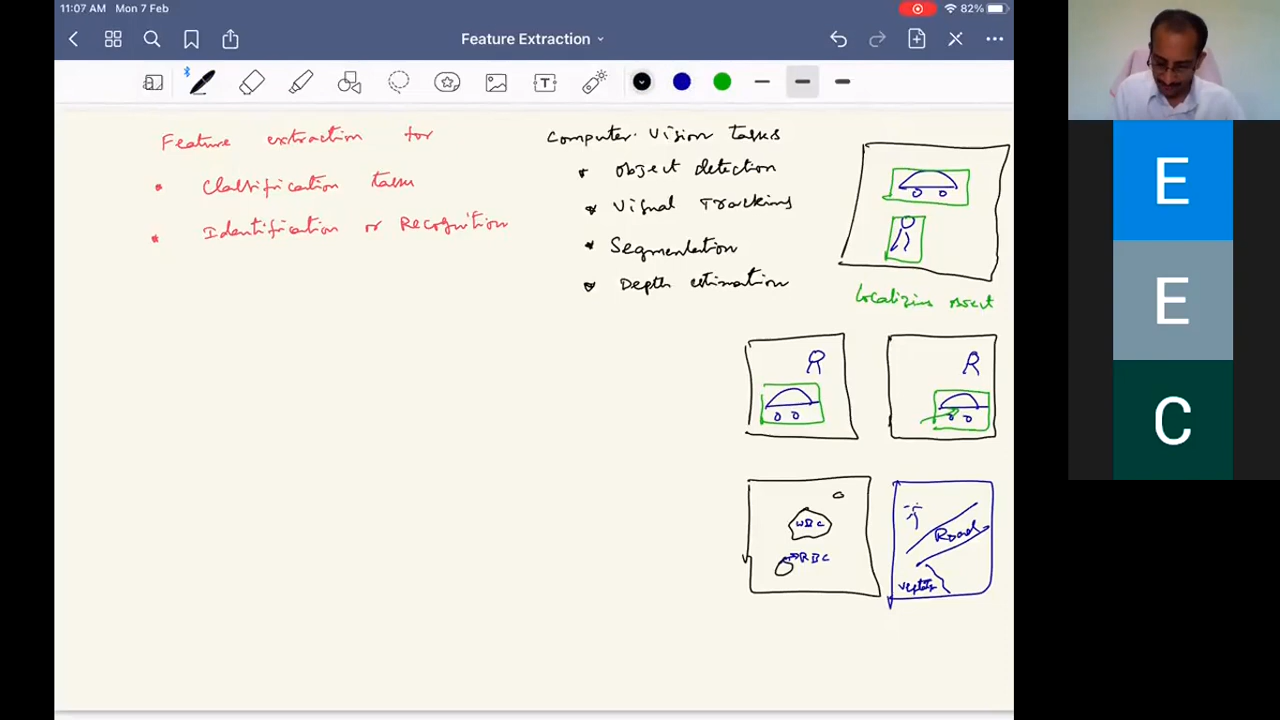 11:07 AM Mon 7 Feb
82%
Feature Extraction
Feature extraction for
• Classification tasks
• Identification or Recognition
Computer Vision tasks
• Object detection
* Visual Tracking
* Segmentation
* Depth estimation
Localizing
WBC
RBC
Road
E
E
C